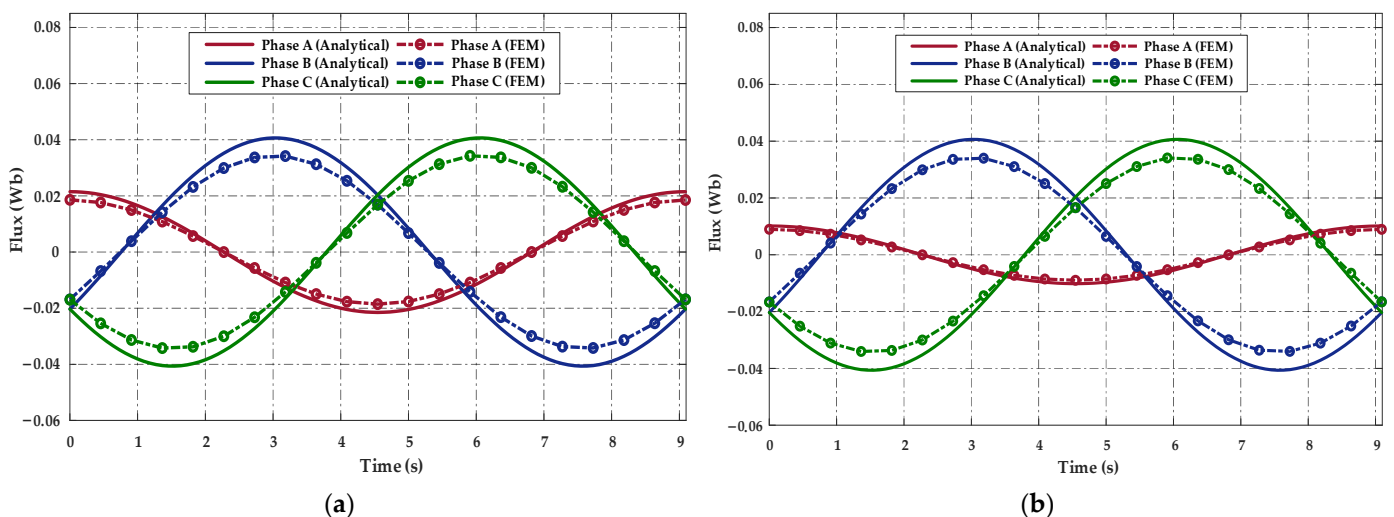 0.08
Phase A (Analytical) Phase A (FEM)
Phase B (Analytical) Phase B (FEM)
Phase C (Analytical) Phase C (FEM)
0.06
0.04
0.02
0
−0.02
−0.04
−0.06
Flux (Wb)
0 1 2 3 4 5 6 7 8 9
Time (s)
(a)
0.08
Phase A (Analytical) Phase A (FEM)
Phase B (Analytical) Phase B (FEM)
Phase C (Analytical) Phase C (FEM)
0.06
0.04
0.02
0
−0.02
−0.04
−0.06
Flux (Wb)
0 1 2 3 4 5 6 7 8 9
Time (s)
(b)